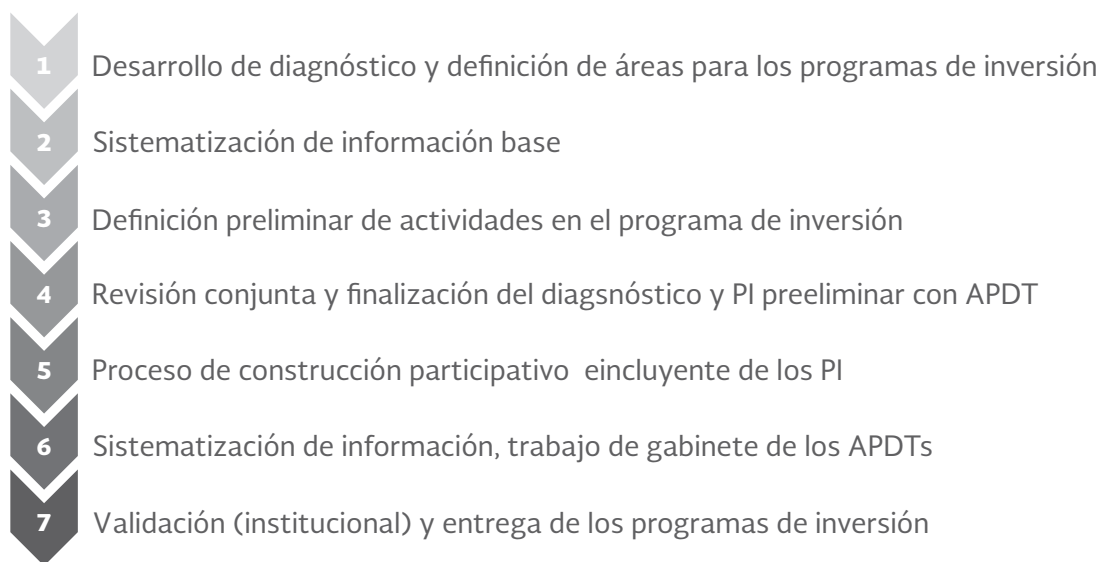 1 Desarrollo de diagnóstico y definición de áreas para los programas de inversión
2 Sistematización de información base
3 Definición preliminar de actividades en el programa de inversión
4 Revisión conjunta y finalización del diagsnóstico y PI preeliminar con APDT
5 Proceso de construcción participativo  eincluyente de los PI
6 Sistematización de información, trabajo de gabinete de los APDTs
7 Validación (institucional) y entrega de los programas de inversión